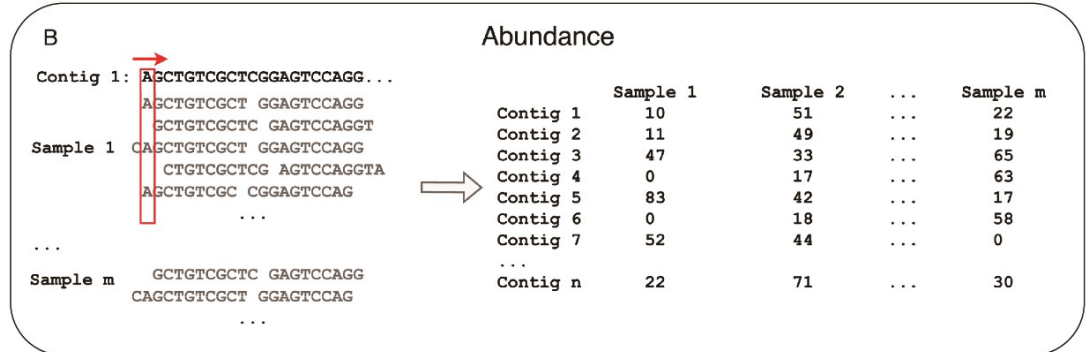 B
Abundance
Contig 1: AGCTGTCGCTCGGAGTCCAGG...
AGCTGTCGCT GGAGTCCAGG
GCTGTCGCTC GAGTCCAGGT
Sample 1 CAGCTGTCGCT GGAGTCCAGG
CTGTCGCTCG AGTCCAGGTA
AGCTGTCGC CGGAGTCCAG
...
...
Sample m GCTGTCGCTC GAGTCCAGG
CAGCTGTCGCT GGAGTCCAG
...
Sample 1 Sample 2 ... Sample m
Contig 1 10 51 ... 22
Contig 2 11 49 ... 19
Contig 3 47 33 ... 65
Contig 4 0 17 ... 63
Contig 5 83 42 ... 17
Contig 6 0 18 ... 58
Contig 7 52 44 ... 0
...
Contig n 22 71 ... 30